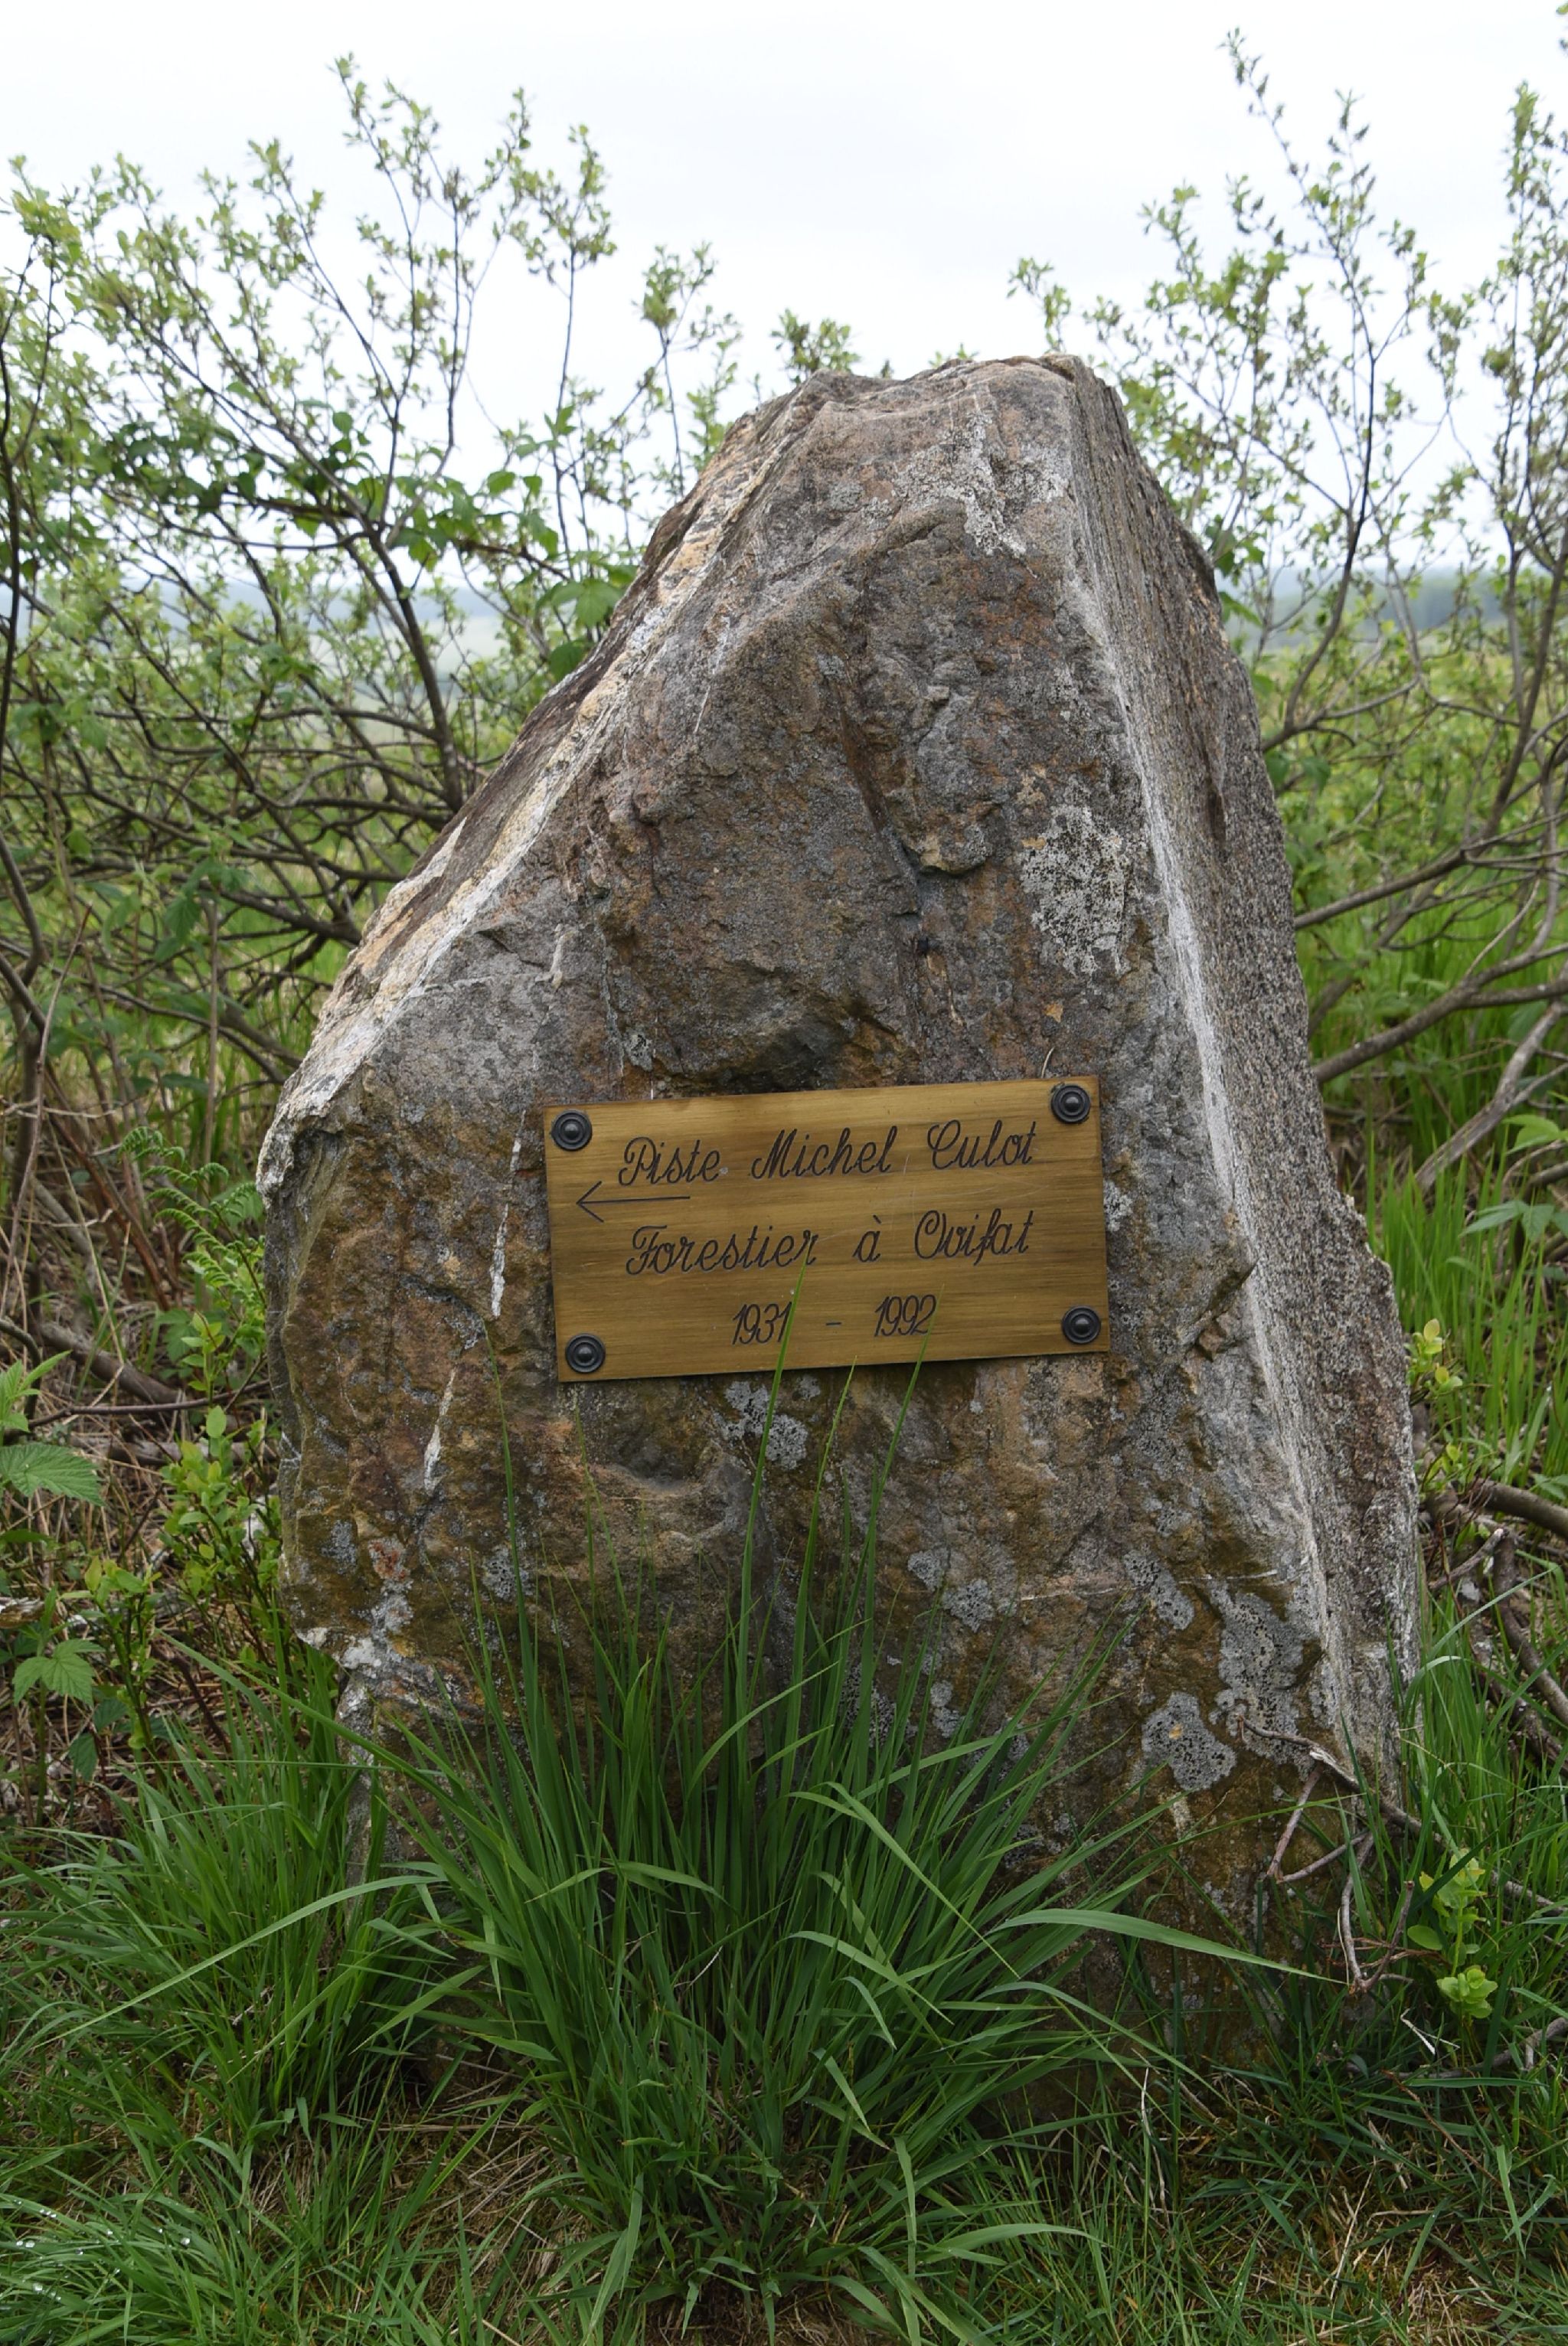 Piste Michel Culot
Forestier à Ovifat
1931 - 1992